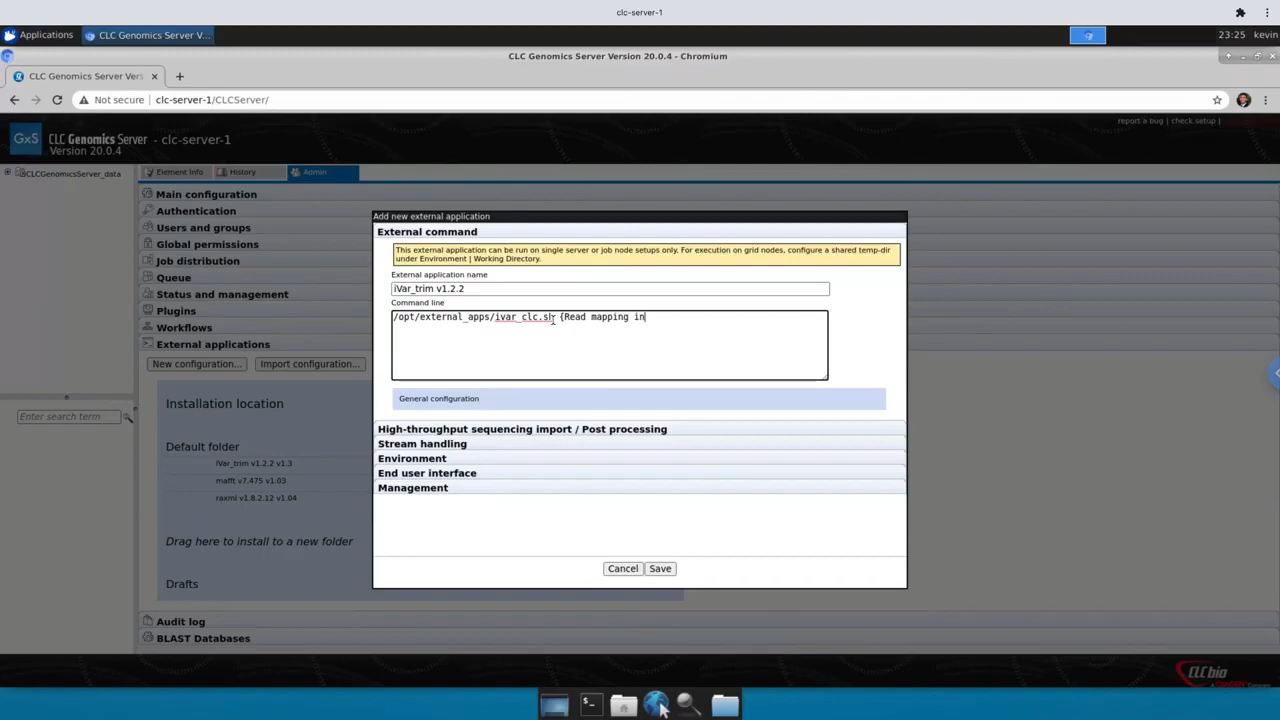 clc-server-1
Applications
CLC Genomics Server V...
23:25 kevin
CLC Genomics Server Version 20.0.4 - Chromium
CLC Genomics Server Vers
Not secure | clc-server-1/CLCServer/
report a bug | check setup |
GxS
CLC Genomics Server - clc-server-1
Version 20.0.4
CLCGenomicsServer_data
Element Info
History
Admin
Main configuration
Authentication
Users and groups
Global permissions
Job distribution
Queue
Status and management
Plugins
Workflows
External applications
New configuration...
Import configuration...
Installation location
Default folder
iVar_trim v1.2.2 v1.3
mafft v7.475 v1.03
raxml v1.8.2.12 v1.04
Drag here to install to a new folder
Drafts
Audit log
BLAST Databases
Enter search term
Add new external application
External command
This external application can be run on single server or job node setups only. For execution on grid nodes, configure a shared temp-dir
under Environment | Working Directory.
External application name
iVar_trim v1.2.2
Command line
/opt/external_apps/ivar_clc.sh {Read mapping in
General configuration
High-throughput sequencing import / Post processing
Stream handling
Environment
End user interface
Management
Cancel
Save
CLC bio